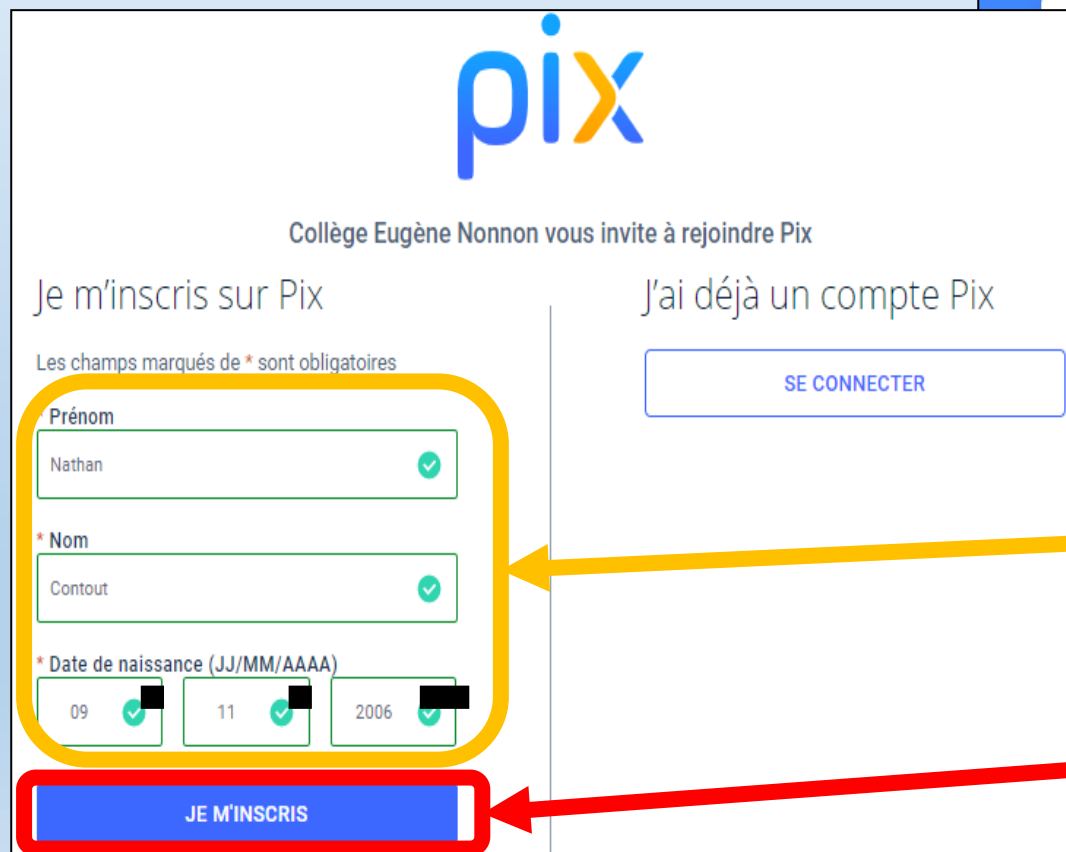 pix
Collège Eugène Nonnon vous invite à rejoindre Pix
Je m'inscris sur Pix
Les champs marqués de * sont obligatoires
* Prénom
Nathan
* Nom
Contout
* Date de naissance (JJ/MM/AAAA)
09 11 2006
JE M'INSCRIS
J'ai déjà un compte Pix
SE CONNECTER